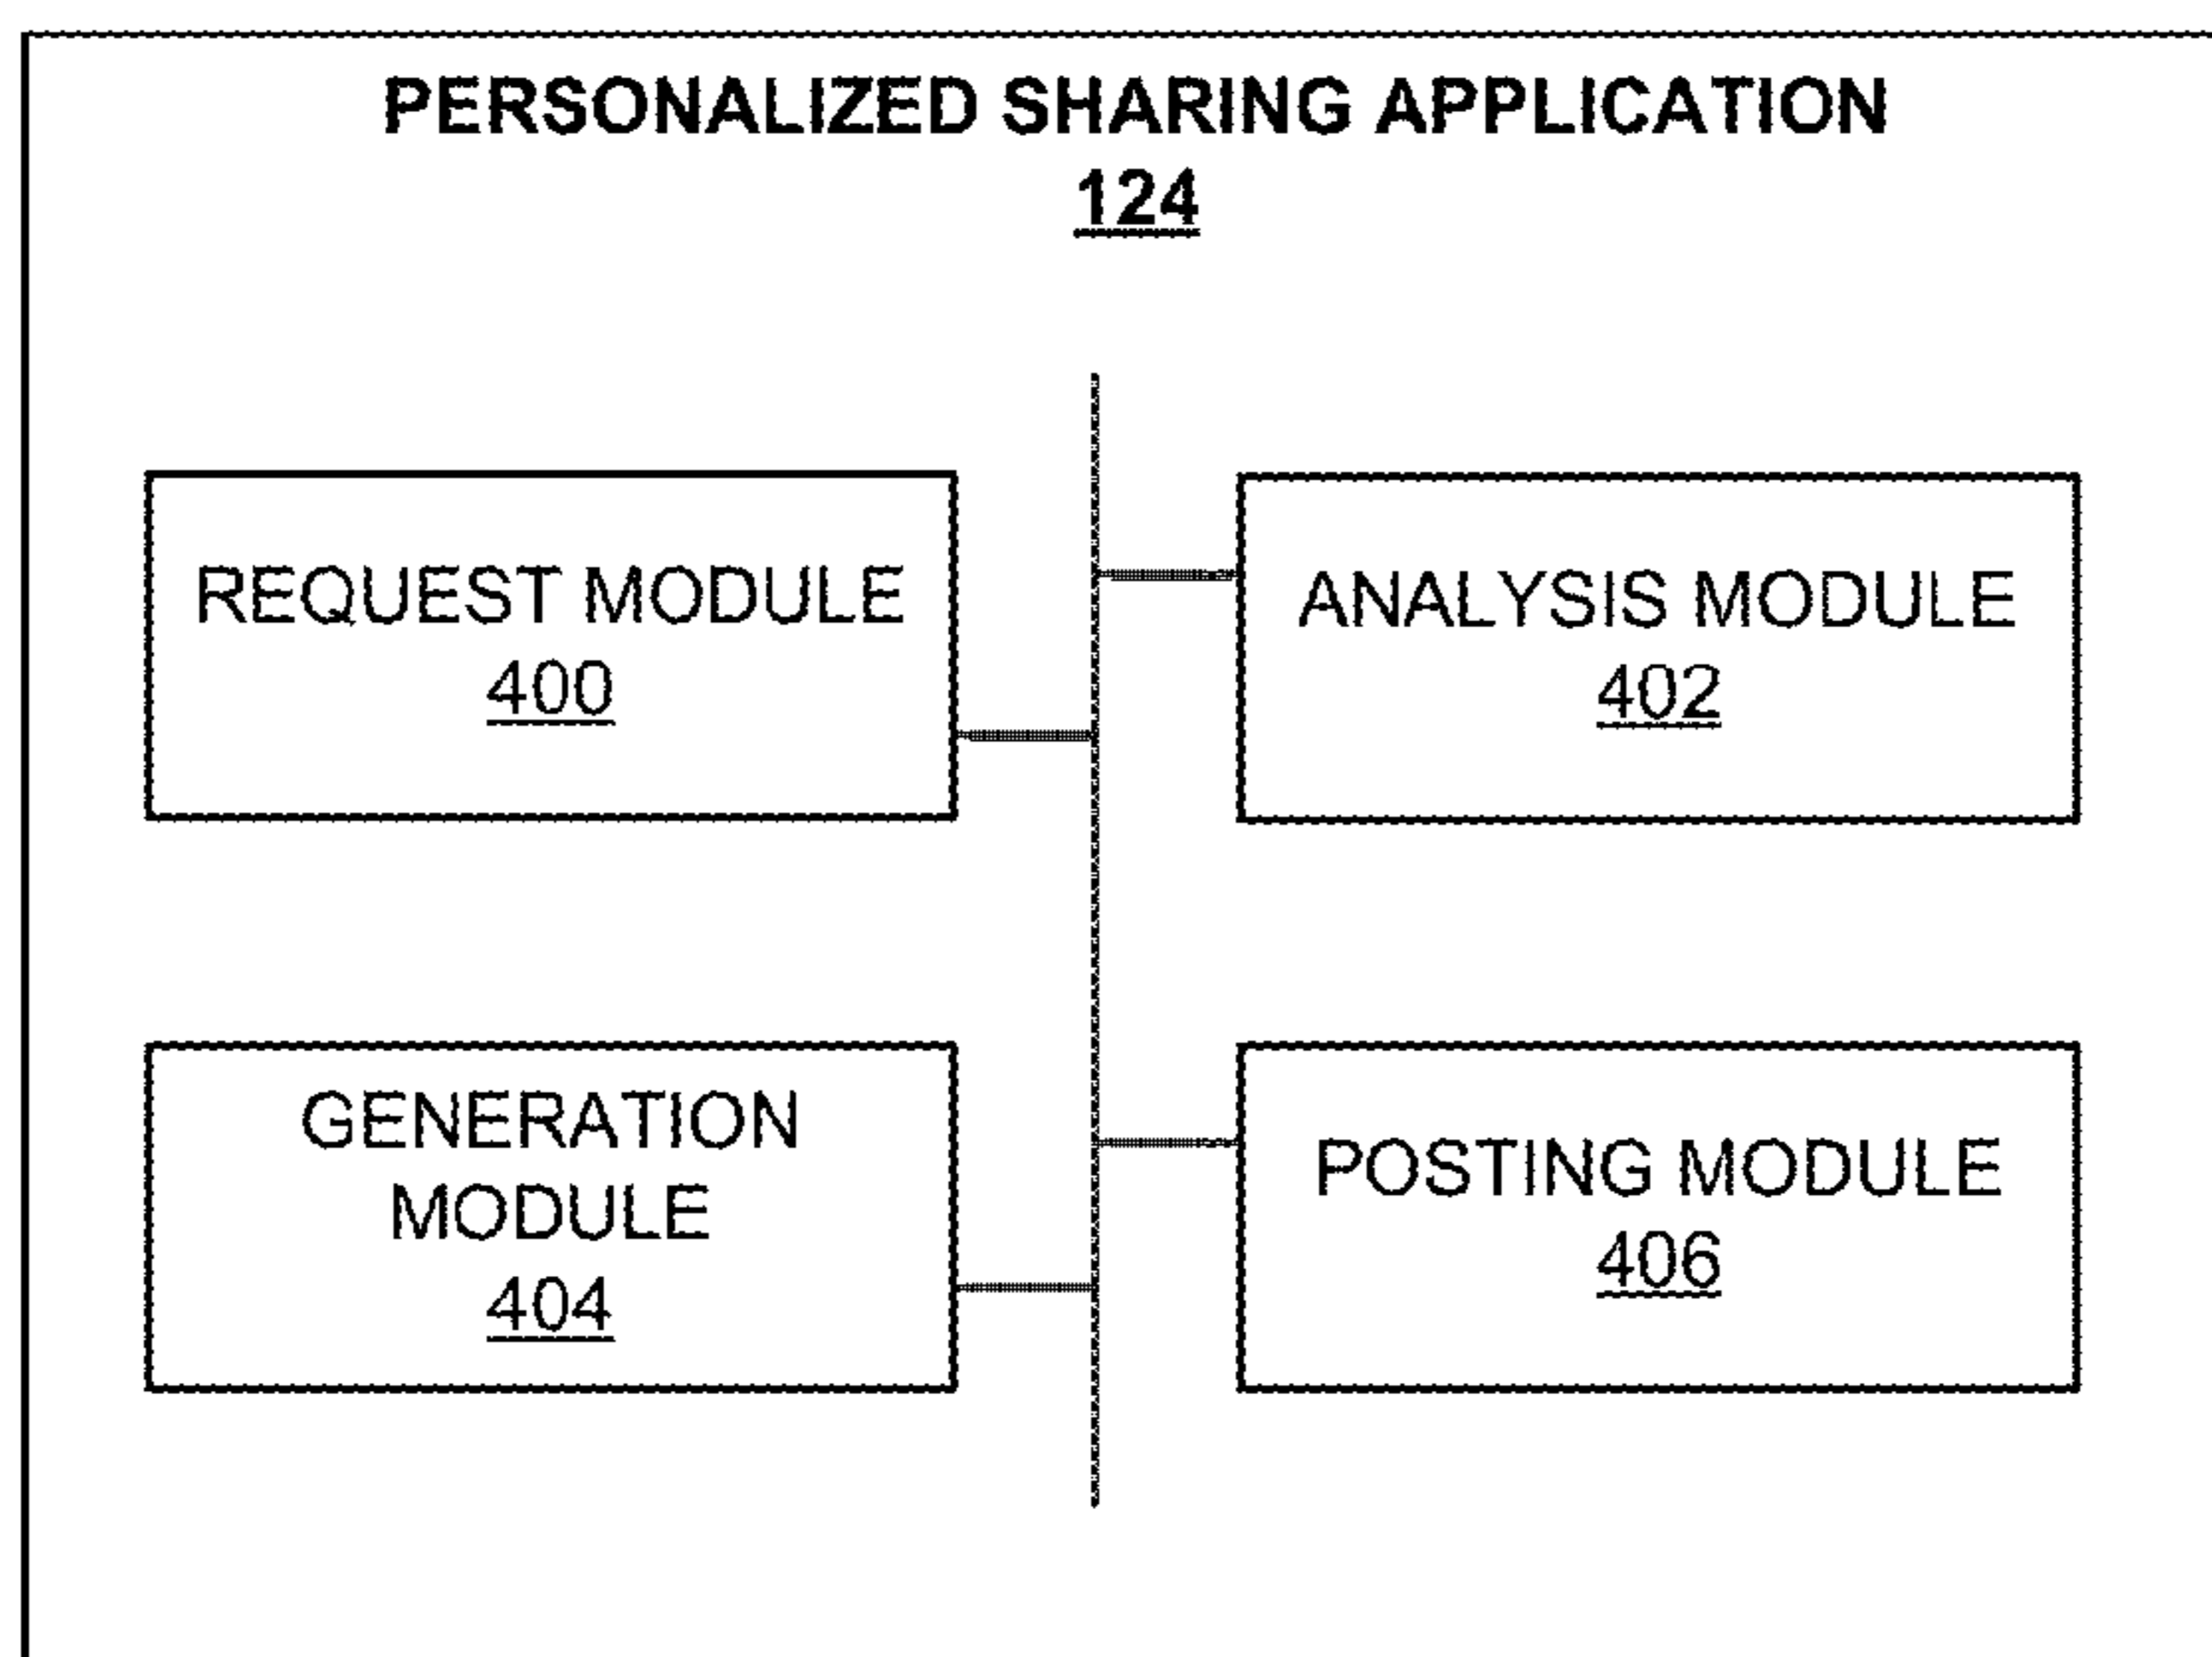 PERSONALIZED SHARING APPLICATION
124
REQUEST MODULE
400
ANALYSIS MODULE
402
GENERATION
MODULE
404
POSTING MODULE
406